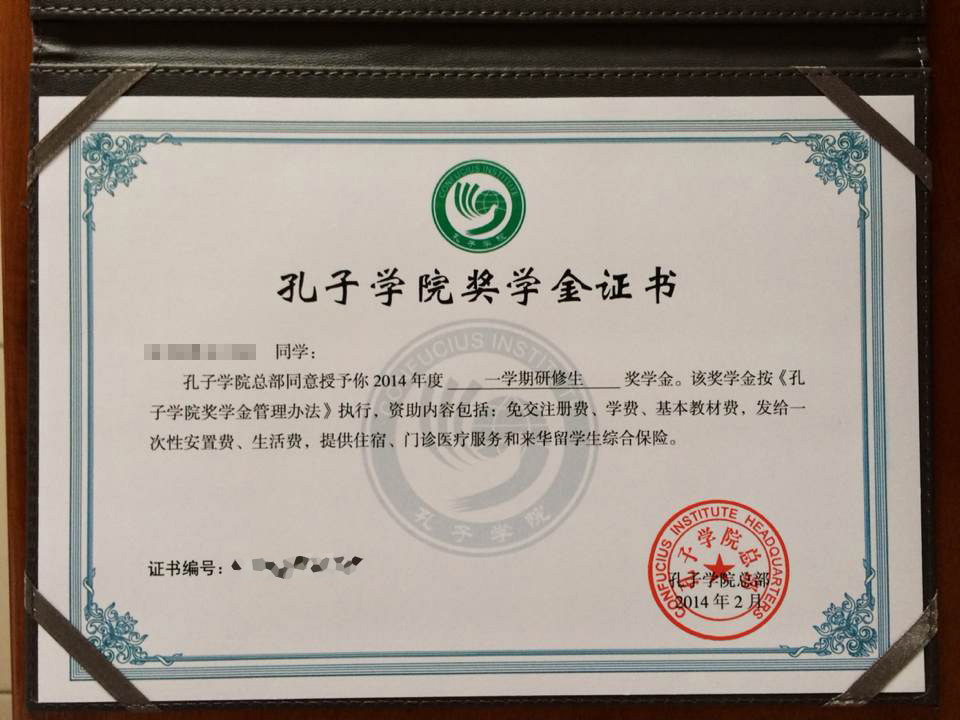 CONFUCIUS INSTITUTE
孔子学院
孔子学院奖学金证书
同学：
孔子学院总部同意授予你 2014 年度 一学期研修生 奖学金。该奖学金按《孔
子学院奖学金管理办法》执行，资助内容包括：免交注册费、学费、基本教材费，发给一
次性安置费、生活费，提供住宿、门诊医疗服务和来华留学生综合保险。
CONFUCIUS INSTITUTE
孔子学院
证书编号：
CONFUCIUS INSTITUTE HEADQUARTERS
孔子学院总部
孔子学院总部
2014 年 2 月